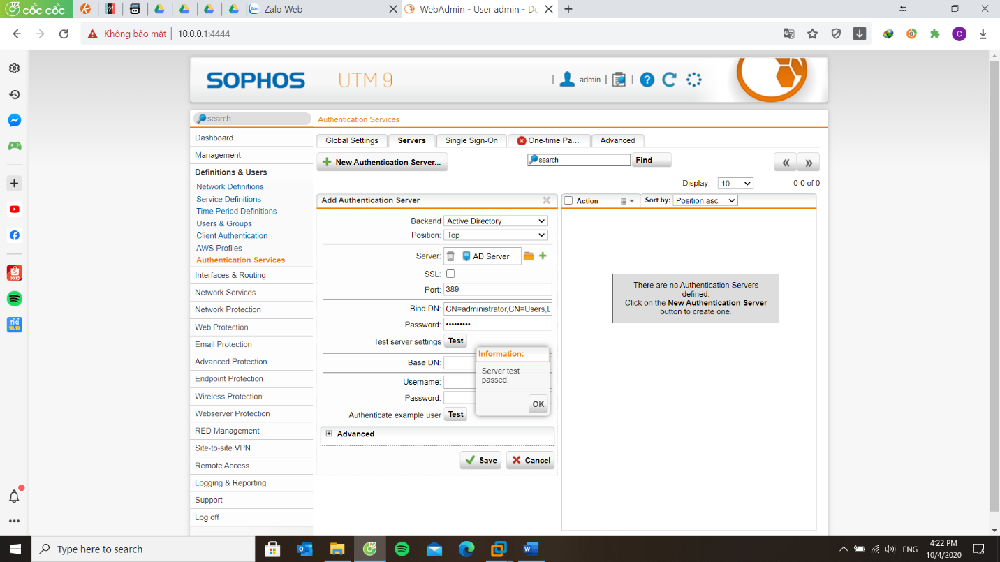 cốc cốc
Zalo Web
WebAdmin - User admin - De
Không bảo mật
10.0.0.1:4444
C
SOPHOS
UTM 9
| admin | |
search
Authentication Services
Dashboard
Management
Definitions & Users
Network Definitions
Service Definitions
Time Period Definitions
Users & Groups
Client Authentication
AWS Profiles
Authentication Services
Interfaces & Routing
Network Services
Network Protection
Web Protection
Email Protection
Advanced Protection
Endpoint Protection
Wireless Protection
Webserver Protection
RED Management
Site-to-site VPN
Remote Access
Logging & Reporting
Support
Log off
Global Settings
Servers
Single Sign-On
One-time Pa...
Advanced
New Authentication Server...
search
Find
Display: 10
0-0 of 0
Add Authentication Server
Backend Active Directory
Position: Top
Server: AD Server
SSL:
Port: 389
Bind DN: CN=administrator,CN=Users,D
Password: •••••••••
Test server settings Test
Base DN:
Username:
Password:
Authenticate example user Test
Advanced
Save
Cancel
Information:
Server test
passed.
OK
Action
Sort by: Position asc
There are no Authentication Servers
defined.
Click on the New Authentication Server
button to create one.
10.10
TIKI
10.10
Type here to search
ENG
4:22 PM
10/4/2020